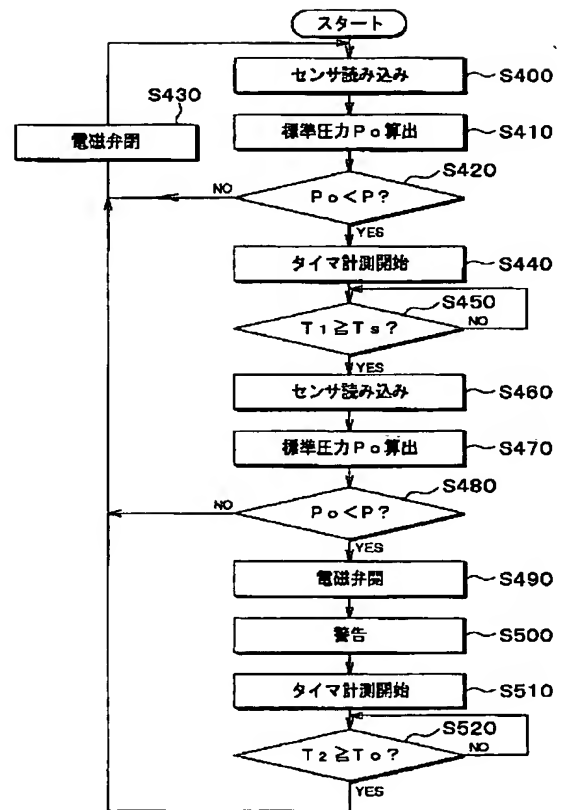 スタート
センサ読み込み
S400
標準圧力Po算出
S410
S430
電磁弁閉
S420
Po<P?
NO
YES
タイマ計測開始
S440
S450
T1≧Ts?
NO
YES
センサ読み込み
S460
標準圧力Po算出
S470
S480
Po<P?
NO
YES
電磁弁開
S490
警告
S500
タイマ計測開始
S510
S520
T2≧To?
NO
YES